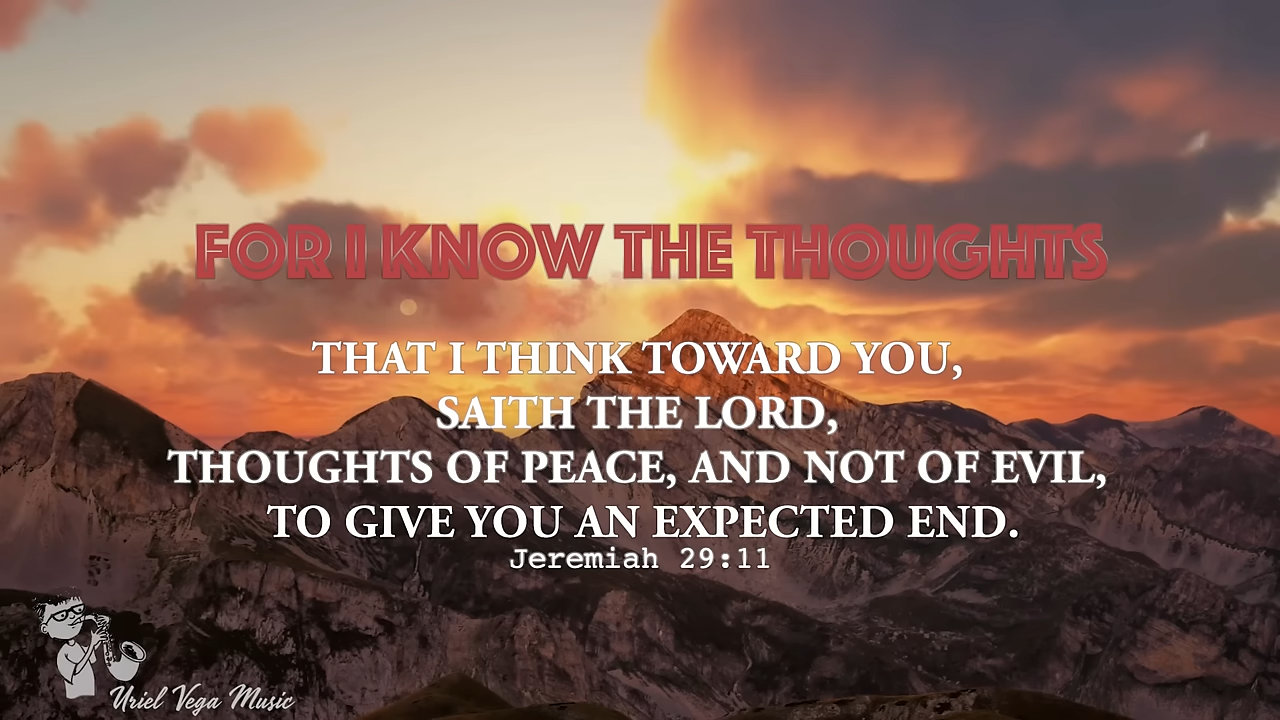 FOR I KNOW THE THOUGHTS
THAT I THINK TOWARD YOU,
SAITH THE LORD,
THOUGHTS OF PEACE, AND NOT OF EVIL,
TO GIVE YOU AN EXPECTED END.
Jeremiah 29:11
Uriel Vega Music